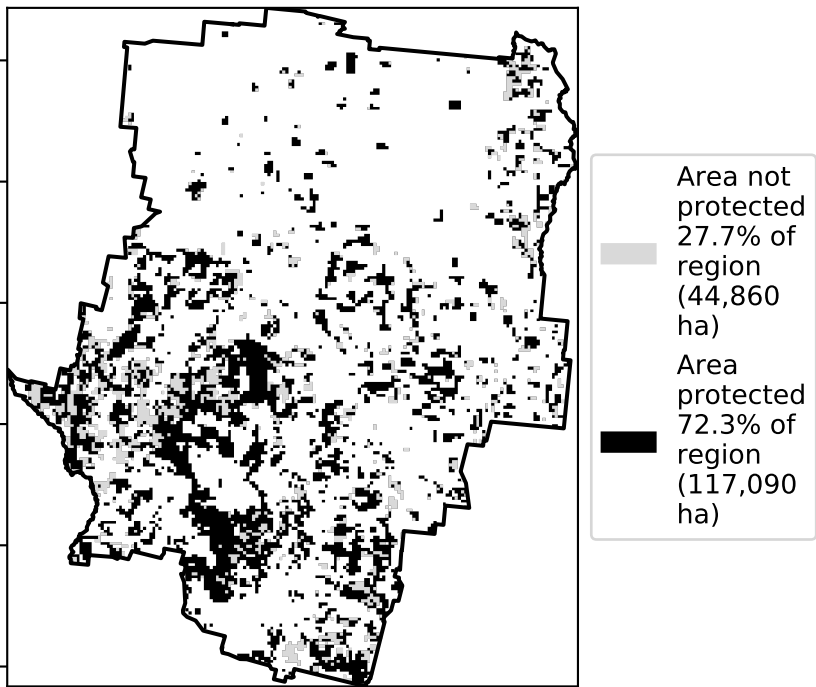 Area not
protected
27.7% of
region
(44,860
ha)
Area
protected
72.3% of
region
(117,090
ha)